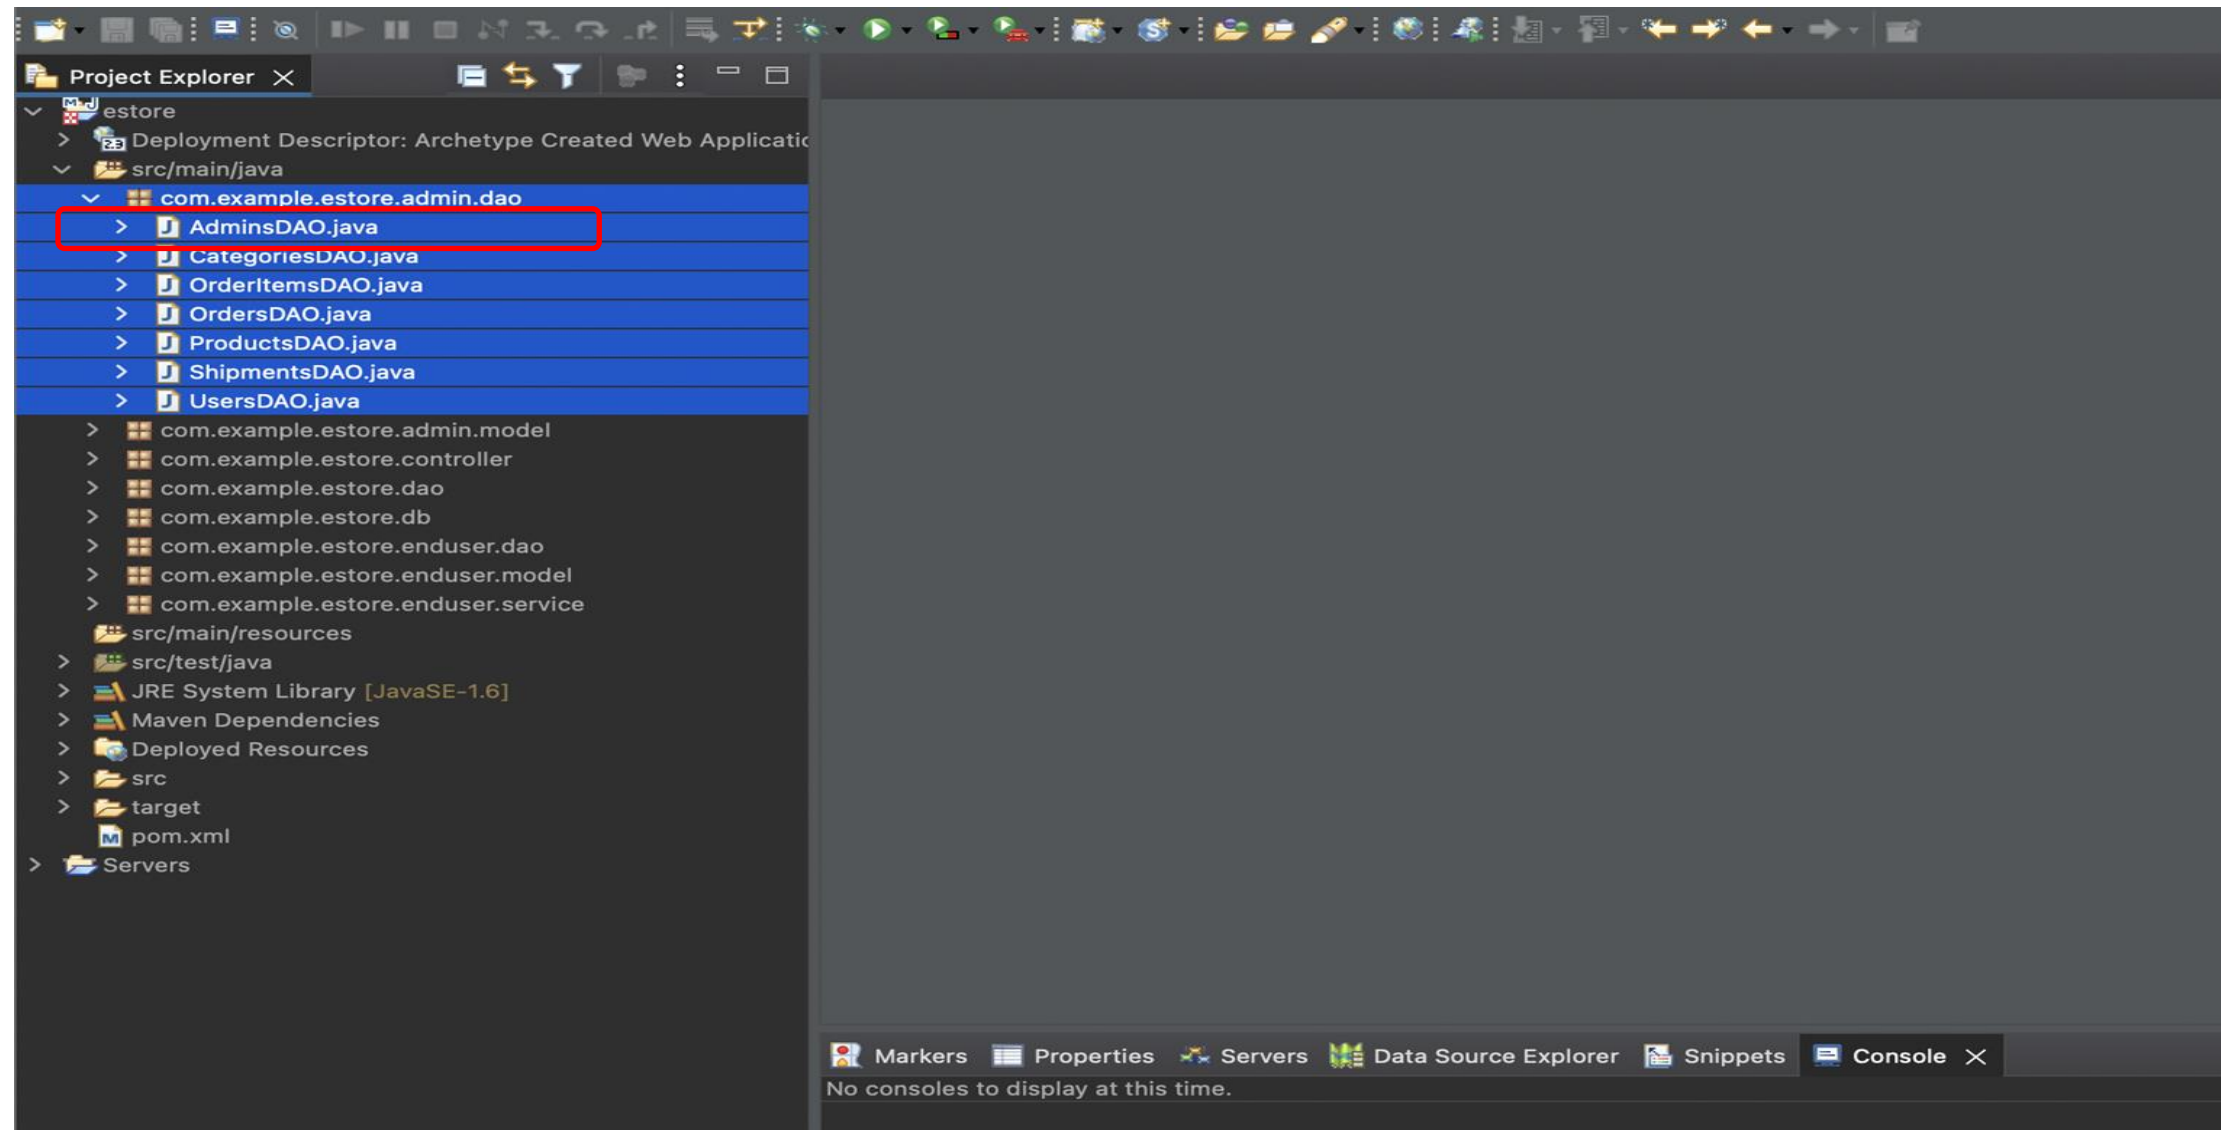 Project Explorer
estore
Deployment Descriptor: Archetype Created Web Applicatic
src/main/java
com.example.estore.admin.dao
AdminsDAO.java
CategoriesDAO.java
OrderItemsDAO.java
OrdersDAO.java
ProductsDAO.java
ShipmentsDAO.java
UsersDAO.java
com.example.estore.admin.model
com.example.estore.controller
com.example.estore.dao
com.example.estore.db
com.example.estore.enduser.dao
com.example.estore.enduser.model
com.example.estore.enduser.service
src/main/resources
src/test/java
JRE System Library [JavaSE-1.6]
Maven Dependencies
Deployed Resources
src
target
pom.xml
Servers
Markers Properties Servers Data Source Explorer Snippets Console
No consoles to display at this time.